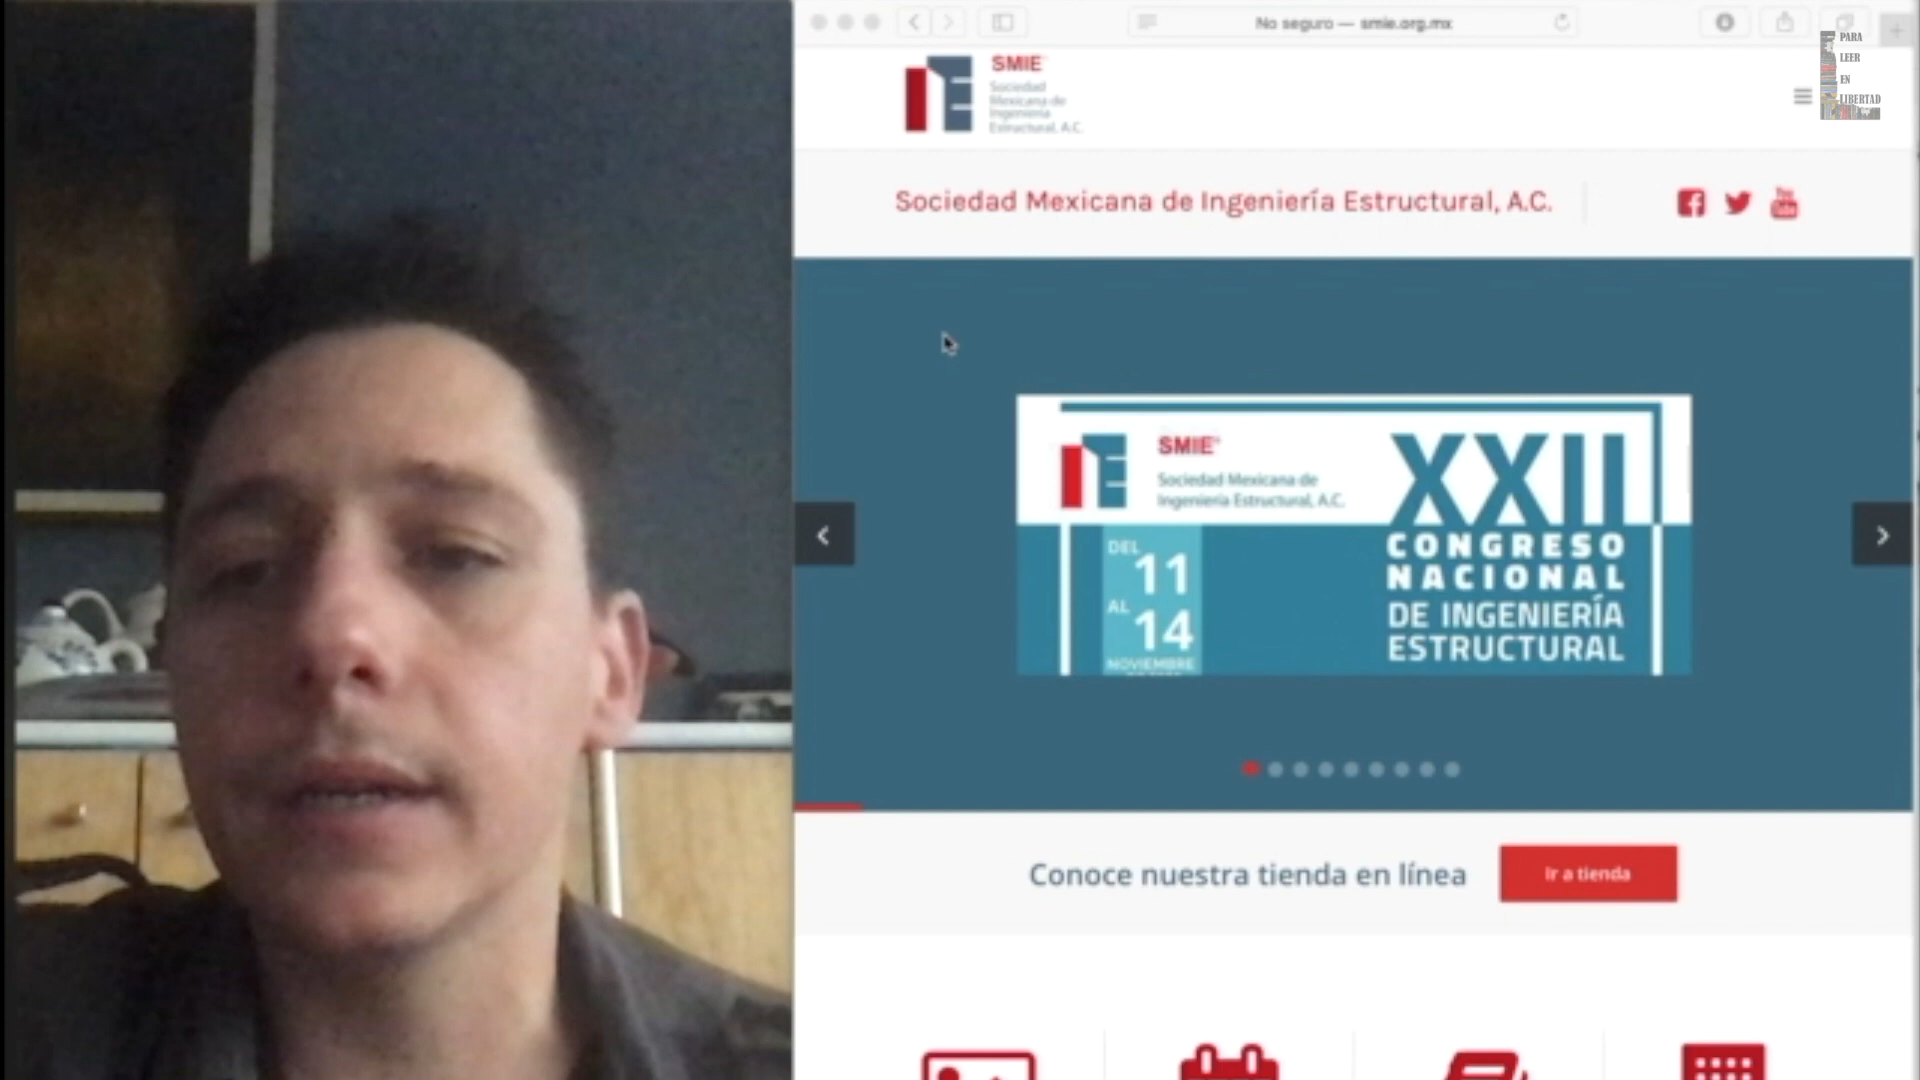 No seguro — smie.org.mx
PARA
LEER
EN
LIBERTAD
SMIE
Sociedad
Mexicana de
Ingeniería
Estructural, A.C.
Sociedad Mexicana de Ingeniería Estructural, A.C.
You
Tube
SMIE
Sociedad Mexicana de
Ingeniería Estructural, A.C.
XXII
CONGRESO
NACIONAL
DE INGENIERÍA
ESTRUCTURAL
DEL
11
AL
14
NOVIEMBRE
Conoce nuestra tienda en línea
Ir a tienda